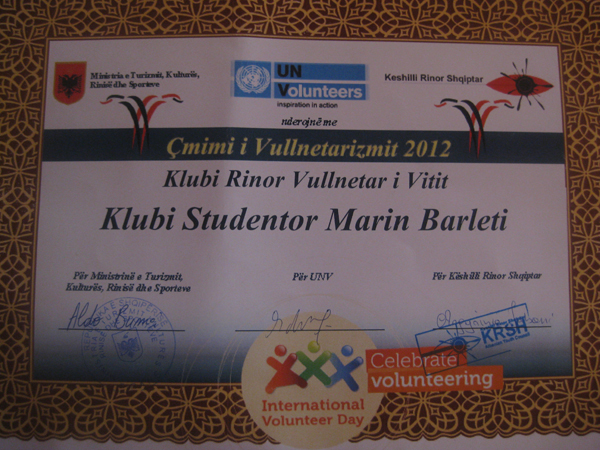 Ministria e Turizmit, Kulturës,
Rinisë dhe Sporteve
UN
Volunteers
inspiration in action
Keshilli Rinor Shqiptar
nderojnë me
Çmimi i Vullnetarizmit 2012
Klubi Rinor Vullnetar i Vitit
Klubi Studentor Marin Barleti
Për Ministrinë e Turizmit,
Kulturës, Rinisë dhe Sporteve
Për UNV
Për Këshilli Rinor Shqiptar
KRSH
Celebrate
volunteering
International
Volunteer Day